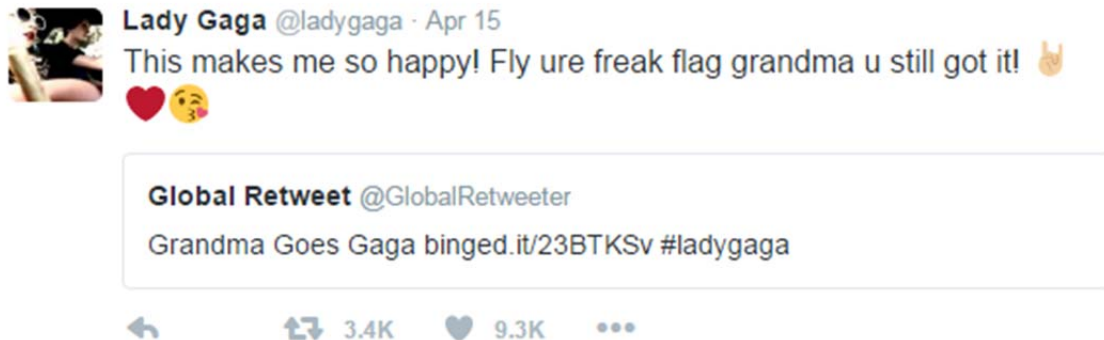 Lady Gaga @ladygaga · Apr 15
This makes me so happy! Fly ure freak flag grandma u still got it! 🤘🏼
❤️😘
Global Retweet @GlobalRetweeter
Grandma Goes Gaga binged.it/23BTKSv #ladygaga
3.4K 9.3K